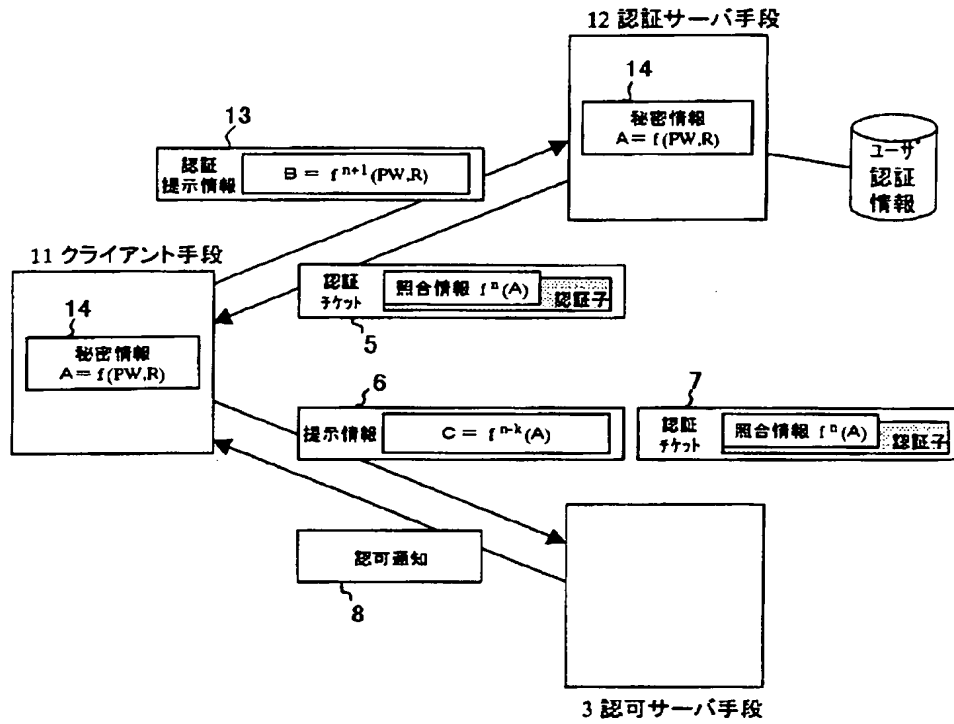 12 認証サーバ手段
14
秘密情報
A = f(PW,R)
ユーザ
認証
情報
13
認証
提示情報
B = f^{n+1}(PW,R)
11 クライアント手段
14
秘密情報
A = f(PW,R)
認証
チケット
照合情報 f^n(A)
認証子
5
6
提示情報
C = f^{n-k}(A)
7
認証
チケット
照合情報 f^n(A)
認証子
認可通知
8
3 認可サーバ手段